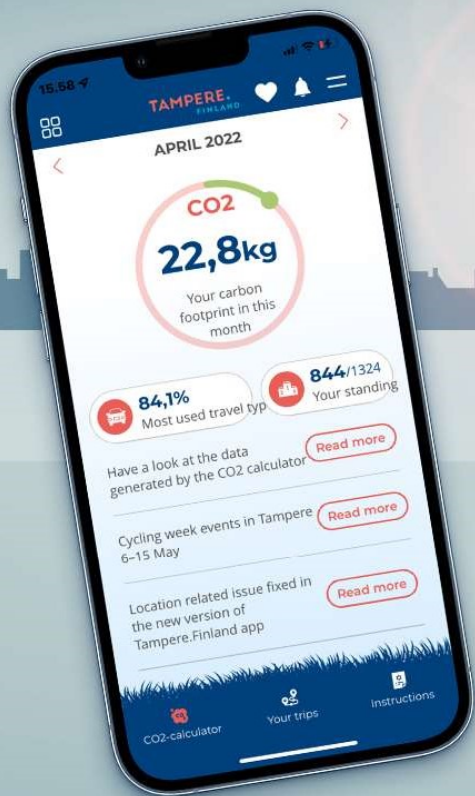 15.58
TAMPERE.
FINLAND
APRIL 2022
CO2
22,8kg
Your carbon
footprint in this
month
84,1%
Most used travel typ
844/1324
Your standing
Have a look at the data
generated by the CO2 calculator
Read more
Cycling week events in Tampere
6–15 May
Read more
Location related issue fixed in
the new version of
Tampere.Finland app
Read more
CO2-calculator
Your trips
Instructions